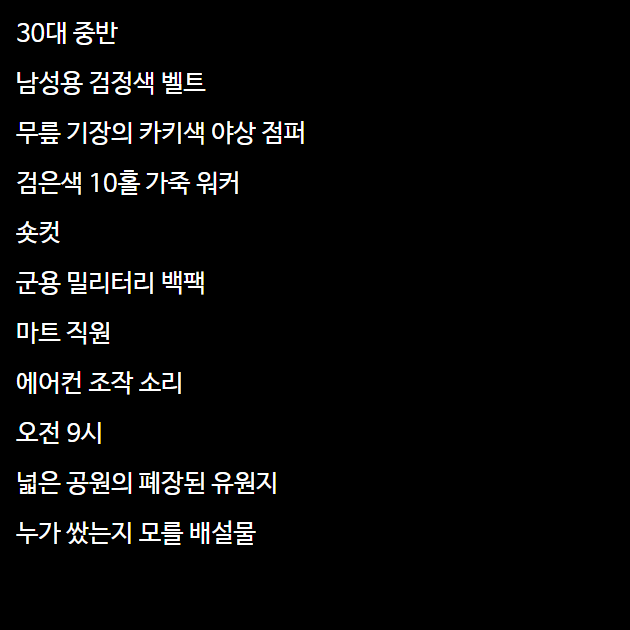 30대 중반
남성용 검정색 벨트
무릎 기장의 카키색 야상 점퍼
검은색 10홀 가죽 워커
숏컷
군용 밀리터리 백팩
마트 직원
에어컨 조작 소리
오전 9시
넓은 공원의 폐장된 유원지
누가 쌌는지 모를 배설물